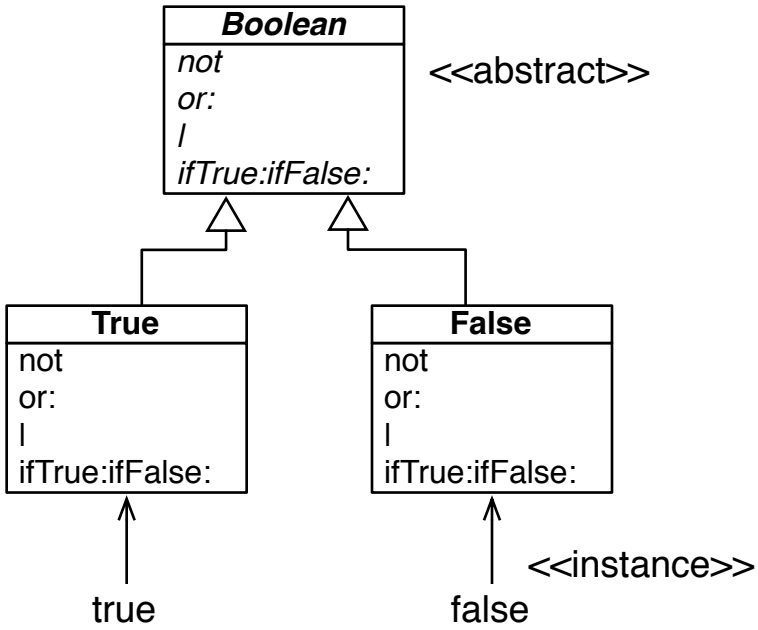 Boolean
not
or:
|
ifTrue:ifFalse:
<<abstract>>
True
not
or:
|
ifTrue:ifFalse:
False
not
or:
|
ifTrue:ifFalse:
<<instance>>
true
false